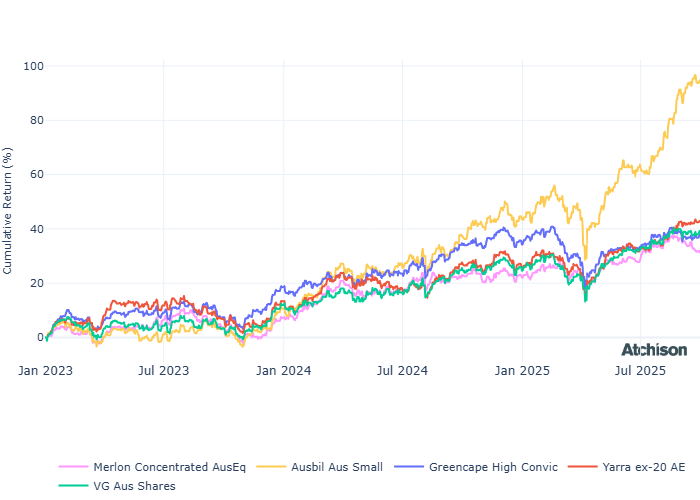 100
80
60
40
20
0
Cumulative Return (%)
Jan 2023
Jul 2023
Jan 2024
Jul 2024
Jan 2025
Jul 2025
Atchison
Merlon Concentrated AusEq
Ausbil Aus Small
Greencape High Convic
Yarra ex-20 AE
VG Aus Shares